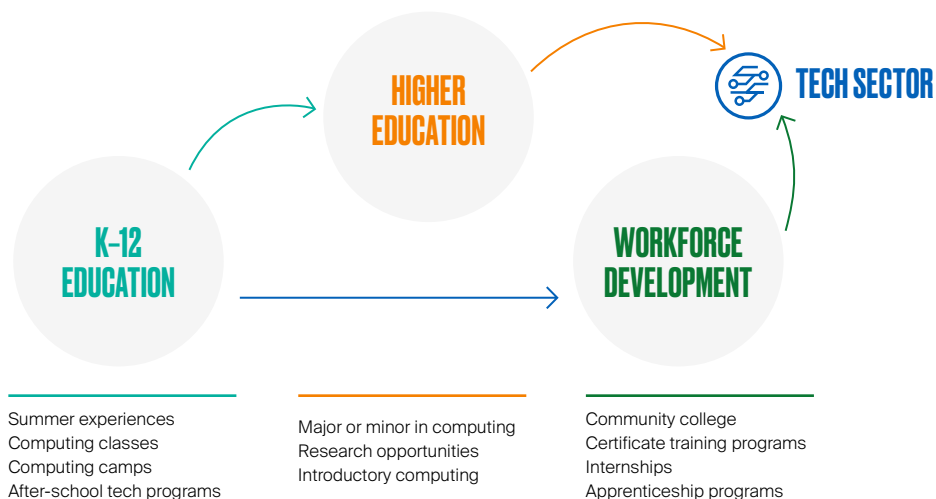 HIGHER
EDUCATION
TECH SECTOR
K–12
EDUCATION
WORKFORCE
DEVELOPMENT
Summer experiences
Computing classes
Computing camps
After-school tech programs
Major or minor in computing
Research opportunities
Introductory computing
Community college
Certificate training programs
Internships
Apprenticeship programs